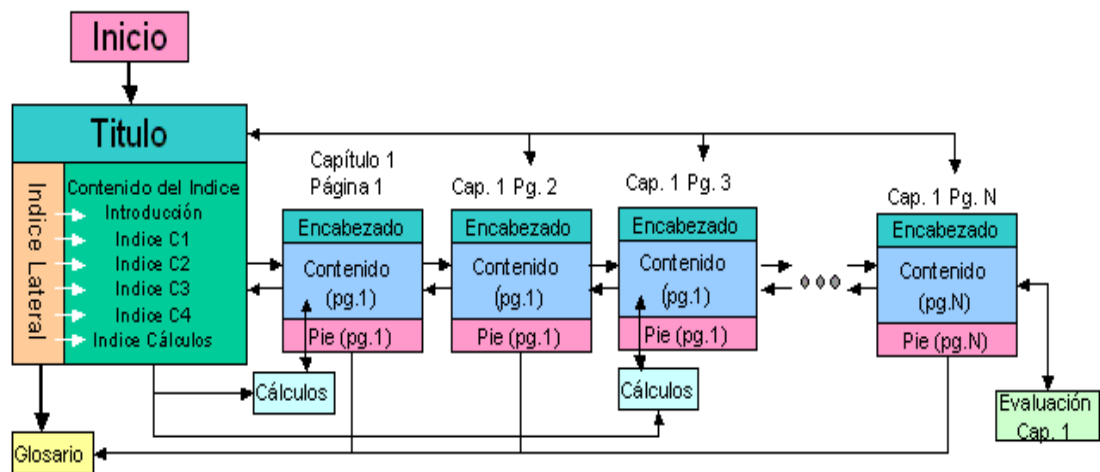 Inicio
Titulo
Indice Lateral
Contenido del Indice
Introducción
Indice C1
Indice C2
Indice C3
Indice C4
Indice Cálculos
Glosario
Capítulo 1
Página 1
Encabezado
Contenido
(pg.1)
Pie (pg.1)
Cálculos
Cap. 1 Pg. 2
Encabezado
Contenido
(pg.1)
Pie (pg.1)
Cap. 1 Pg. 3
Encabezado
Contenido
(pg.1)
Pie (pg.1)
Cálculos
Cap. 1 Pg. N
Encabezado
Contenido
(pg.N)
Pie (pg.N)
Evaluación
Cap. 1